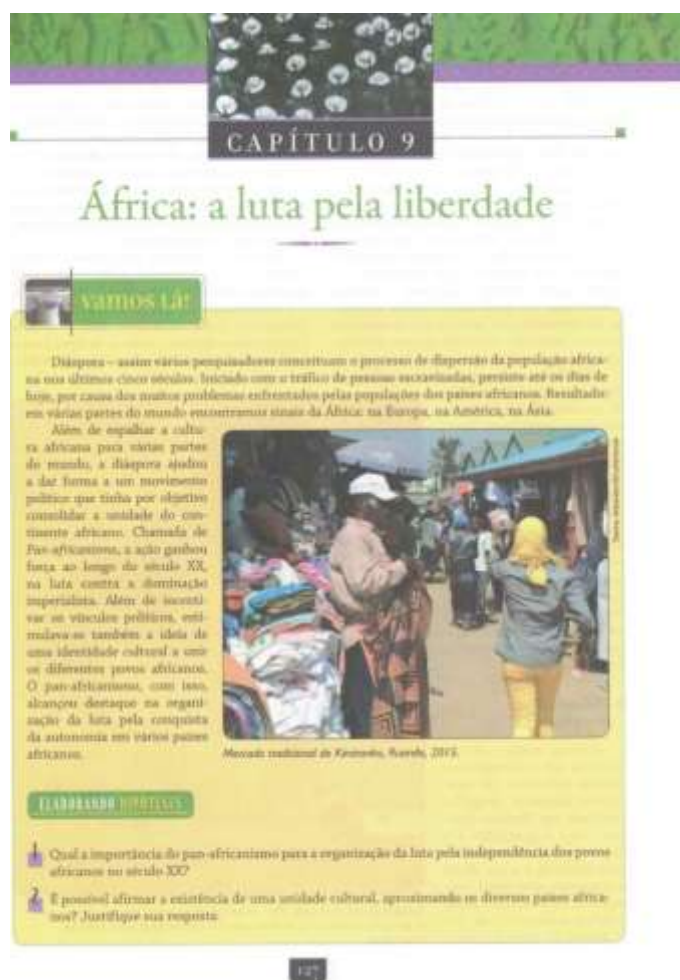 CAPÍTULO 9
África: a luta pela liberdade
vamos lá!
Diáspora – assim vários pesquisadores conceituam o processo de dispersão da população africa-
na nos últimos cinco séculos. Iniciado com o tráfico de pessoas escravizadas, persiste até os dias de
hoje, por causa dos muitos problemas enfrentados pelas populações dos países africanos. Resultado:
em várias partes do mundo encontramos sinais da África: na Europa, na América, na Ásia.
Além de espalhar a cultu-
ra africana para várias partes
do mundo, a diáspora ajudou
a dar forma a um movimento
político que tinha por objetivo
consolidar a unidade do con-
tinente africano. Chamada de
Pan-africanismo, a ação ganhou
força ao longo do século XX,
na luta contra a dominação
imperialista. Além de incenti-
var os vínculos políticos, esti-
mulava-se também a ideia de
uma identidade cultural a unir
os diferentes povos africanos.
O pan-africanismo, com isso,
alcançou destaque na organi-
zação da luta pela conquista
da autonomia em vários países
africanos.
Mercado tradicional de Ruanda, 2015.
ELABORANDO HIPÓTESES
1 Qual a importância do pan-africanismo para a organização da luta pela independência dos povos
africanos no século XX?
2 É possível afirmar a existência de uma unidade cultural, aproximando os diversos países africa-
nos? Justifique sua resposta.
127